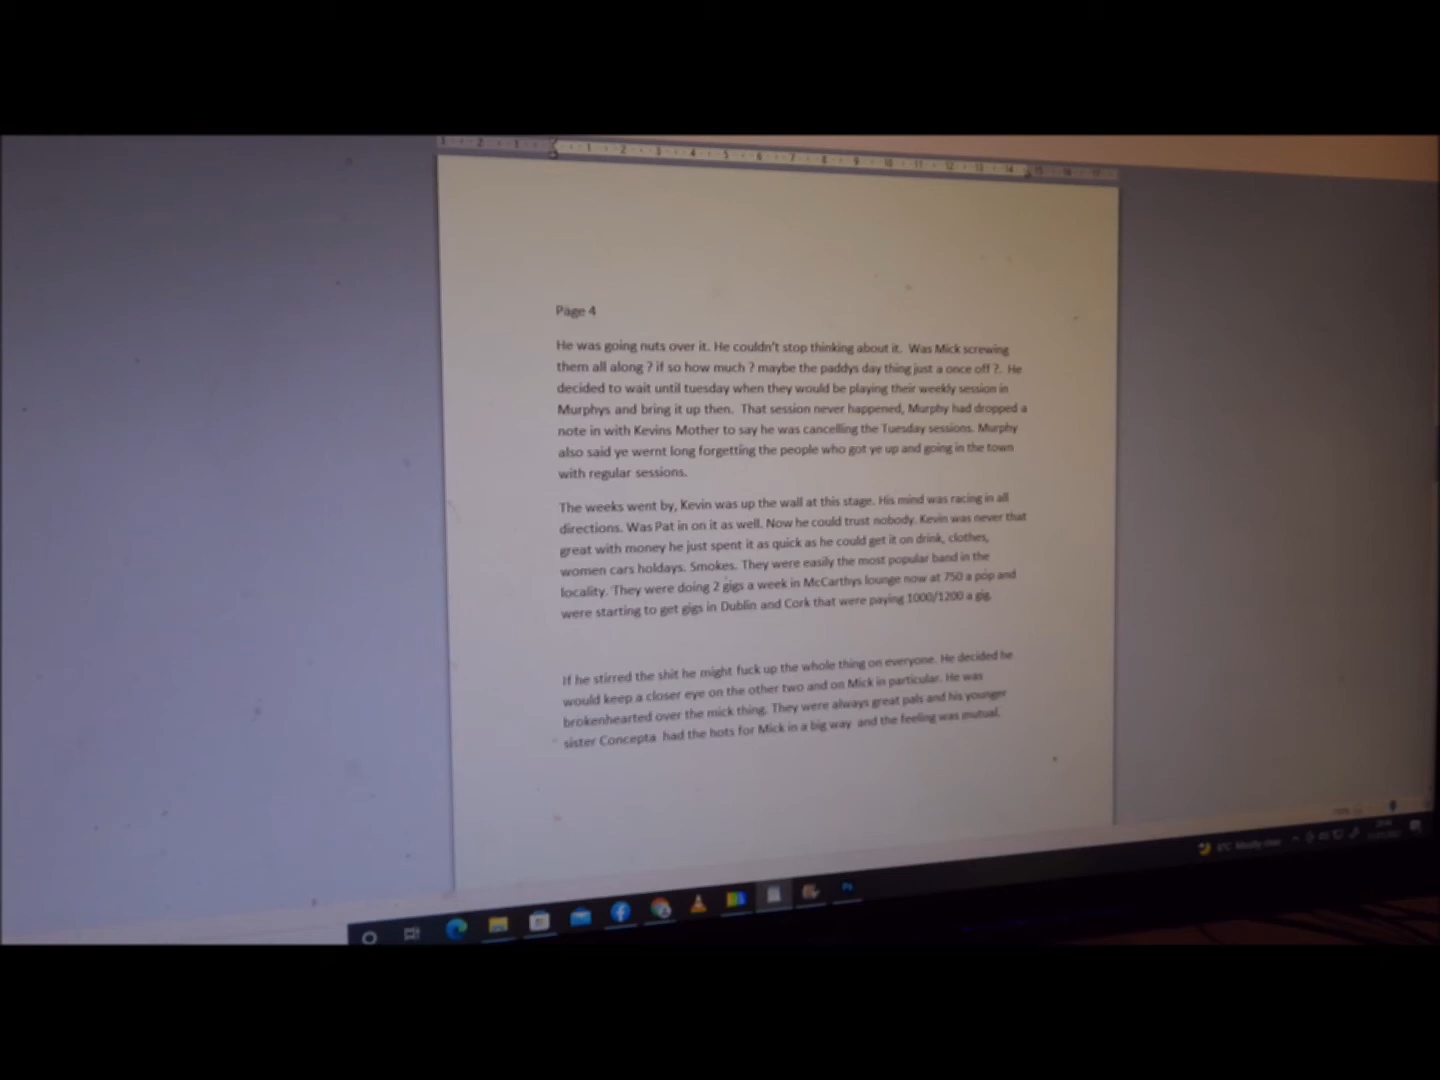 Page 4
He was going nuts over it. He couldn't stop thinking about it.  Was Mick screwing
them all along ? if so how much ? maybe the paddys day thing just a once off ?.  He
decided to wait until tuesday when they would be playing their weekly session in
Murphys and bring it up then.  That session never happened, Murphy had dropped a
note in with Kevins Mother to say he was cancelling the Tuesday sessions. Murphy
also said ye wernt long forgetting the people who got ye up and going in the town
with regular sessions.
The weeks went by, Kevin was up the wall at this stage. His mind was racing in all
directions. Was Pat in on it as well. Now he could trust nobody. Kevin was never that
great with money he just spent it as quick as he could get it on drink, clothes,
women cars holdays. Smokes. They were easily the most popular band in the
locality. They were doing 2 gigs a week in McCarthys lounge now at 750 a pop and
were starting to get gigs in Dublin and Cork that were paying 1000/1200 a gig.
If he stirred the shit he might fuck up the whole thing on everyone. He decided he
would keep a closer eye on the other two and on Mick in particular. He was
brokenhearted over the mick thing. They were always great pals and his younger
sister Concepta  had the hots for Mick in a big way  and the feeling was mutual.
Mostly clear